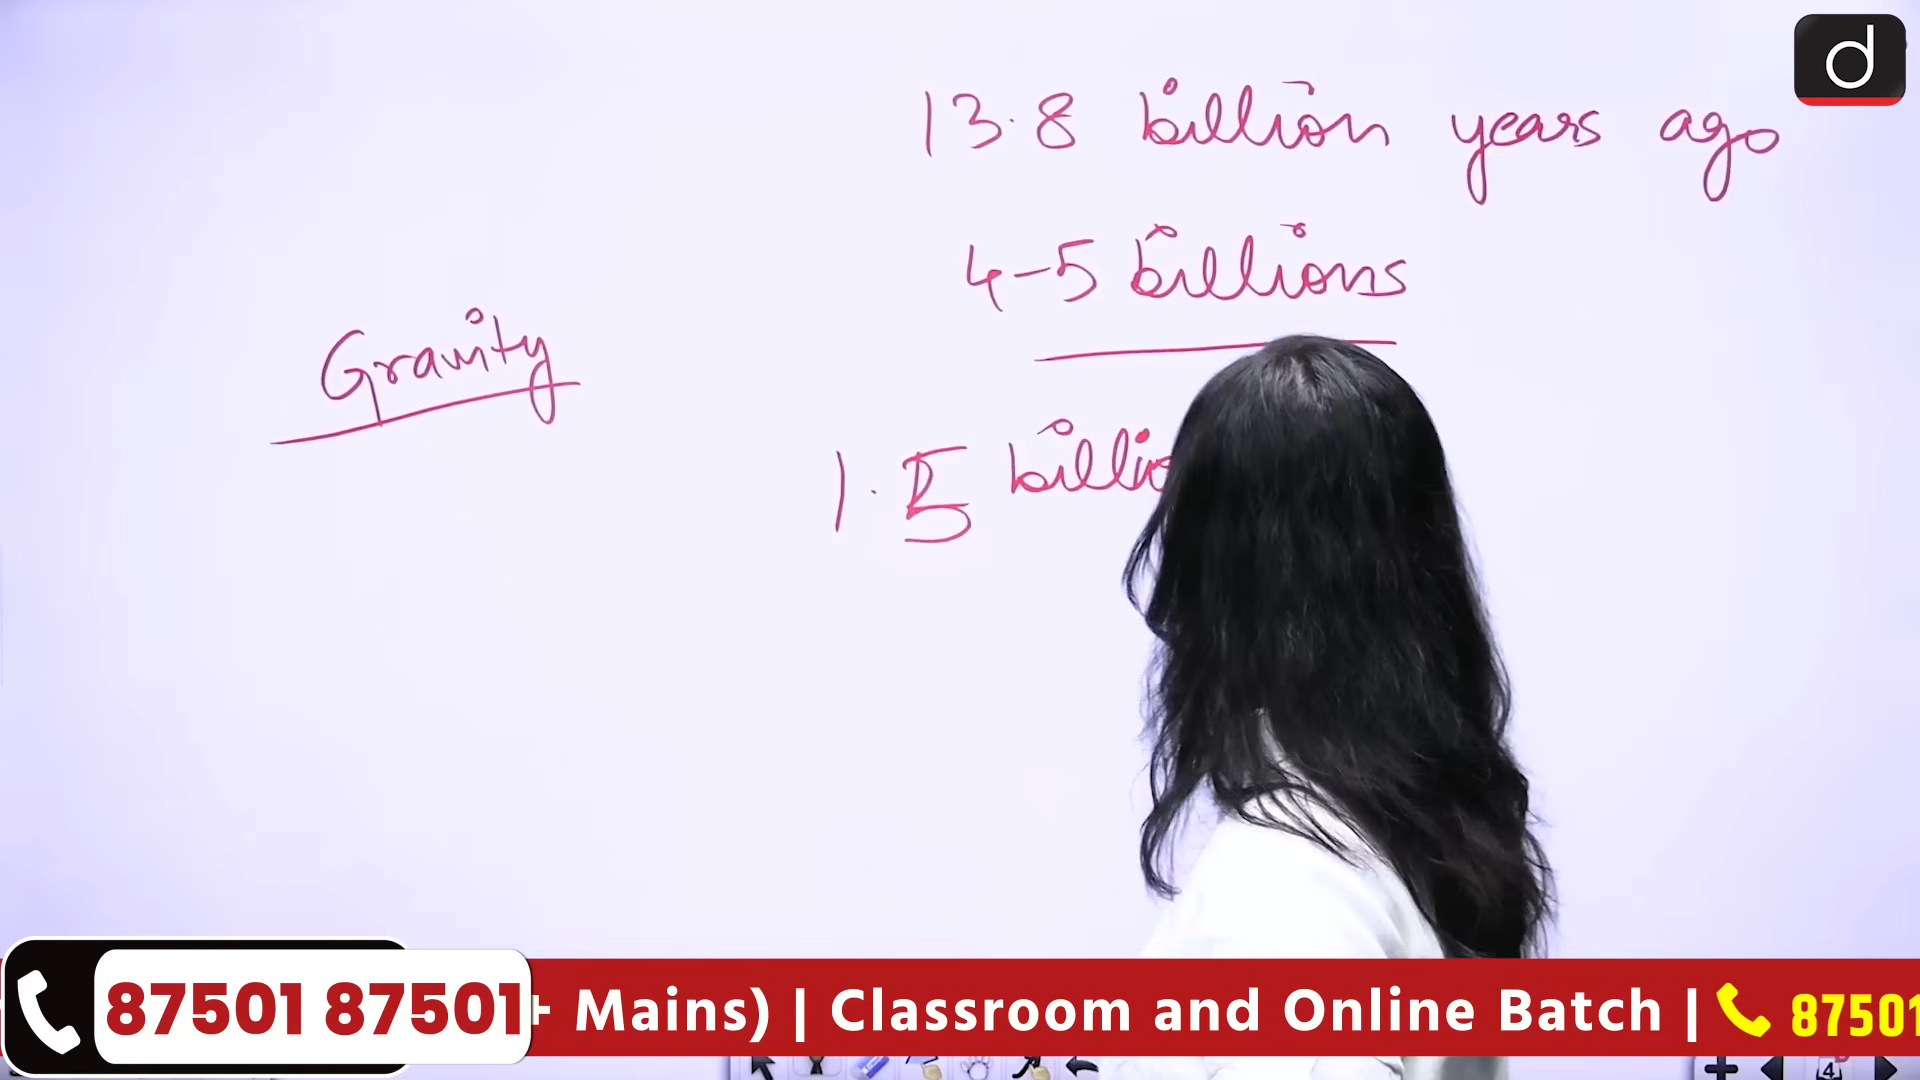 13.8 billion years ago
4-5 billions
Gravity
1.5
87501 87501
+ Mains) | Classroom and Online Batch |
87501
4